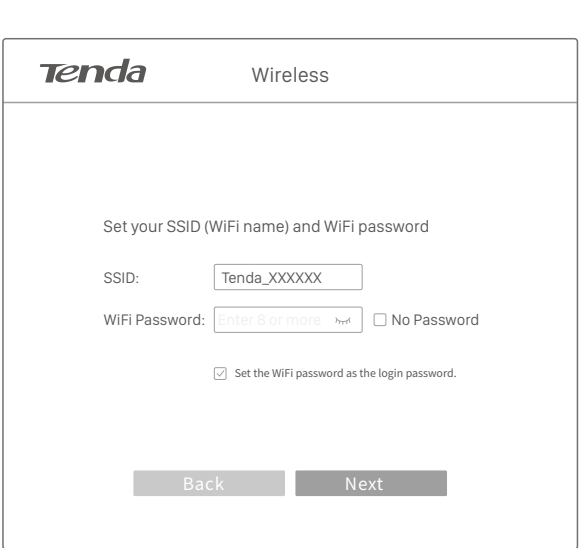 Tenda Wireless
Set your SSID (WiFi name) and WiFi password
SSID: Tenda_XXXXXX
WiFi Password: Enter 8 or more No Password
Set the WiFi password as the login password.
Back Next